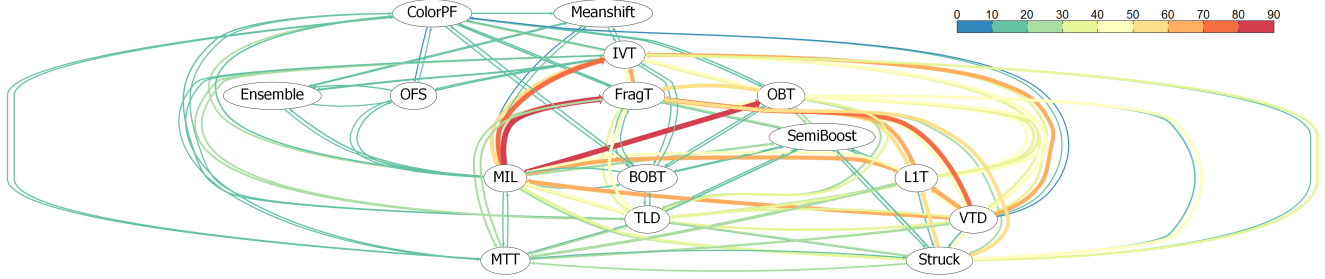 ColorPF Meanshift
0 10 20 30 40 50 60 70 80 90
IVT
Ensemble OFS FragT OBT
SemiBoost
MIL BOBT L1T
TLD VTD
MTT Struck